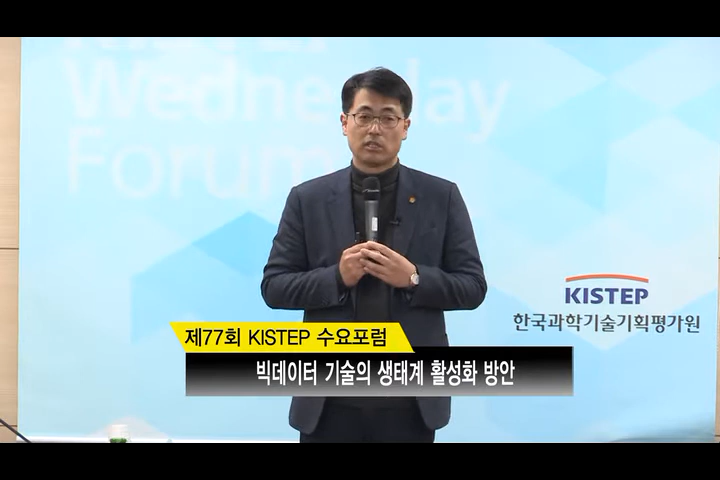 Wednesday
Forum
KISTEP
한국과학기술기획평가원
제77회 KISTEP 수요포럼
빅데이터 기술의 생태계 활성화 방안